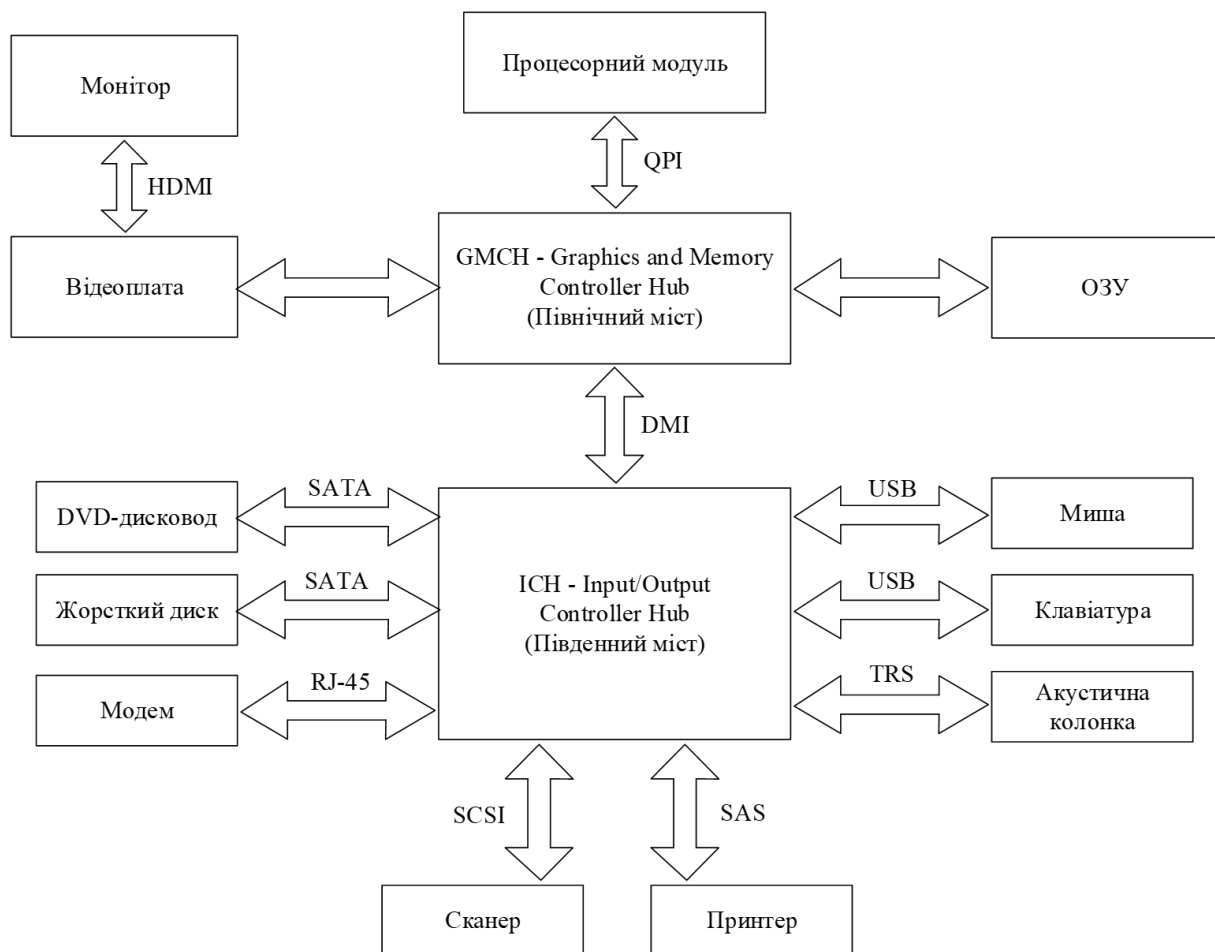 Монітор
Процесорний модуль
HDMI
QPI
Відеоплата
GMCH - Graphics and Memory
Controller Hub
(Північний міст)
ОЗУ
DMI
DVD-дисковод
SATA
USB
Миша
Жорсткий диск
SATA
ICH - Input/Output
Controller Hub
(Південний міст)
USB
Клавіатура
Модем
RJ-45
TRS
Акустична
колонка
SCSI
SAS
Сканер
Принтер